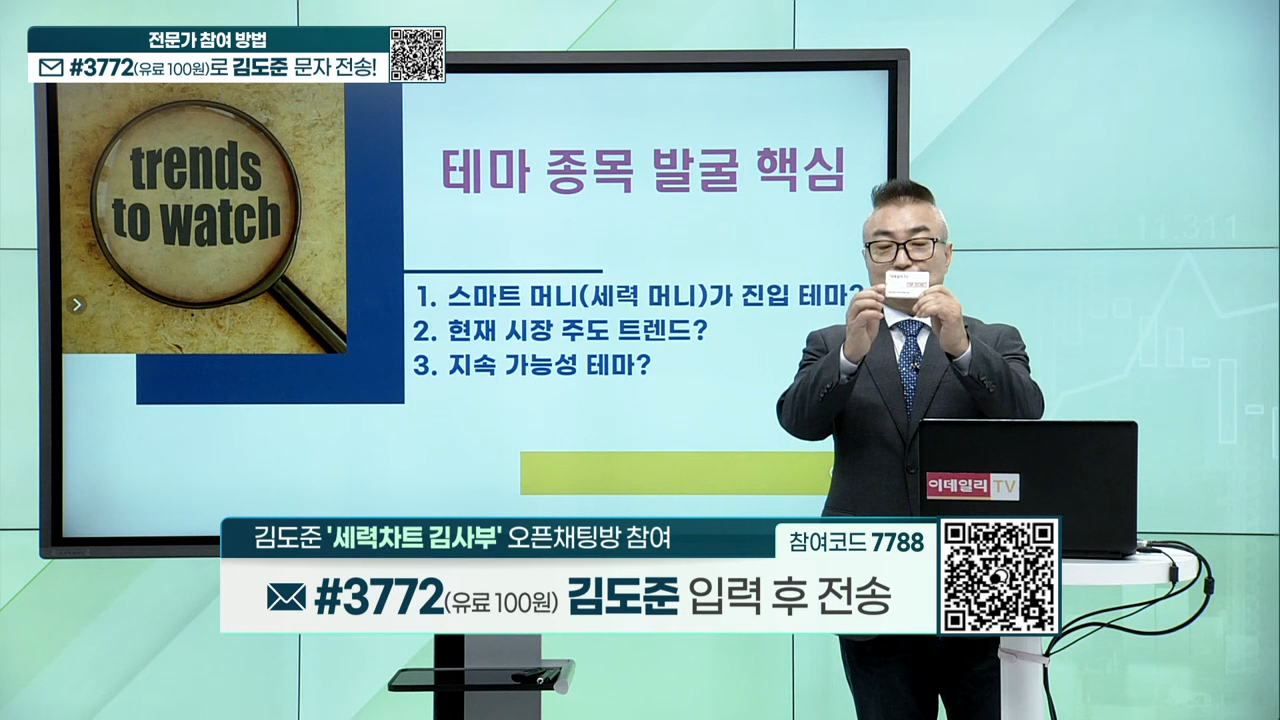 전문가 참여 방법
#3772(유료 100원)로 김도준 문자 전송!
trends
to watch
테마 종목 발굴 핵심
1. 스마트 머니(세력 머니)가 진입 테마?
2. 현재 시장 주도 트렌드?
3. 지속 가능성 테마?
11.311
이데일리 TV
김도준 '세력차트 김사부' 오픈채팅방 참여
참여코드 7788
#3772(유료 100원) 김도준 입력 후 전송